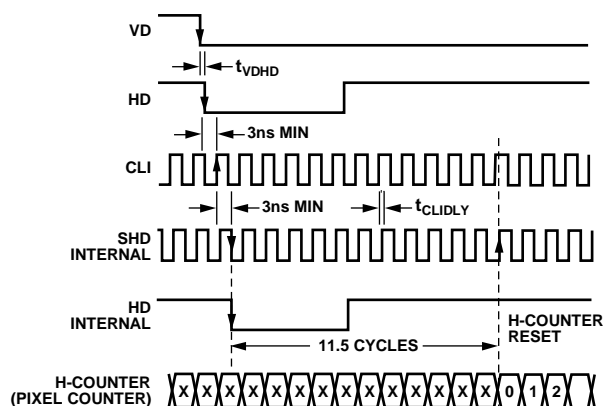 VD
tVDHD
HD
3ns MIN
CLI
3ns MIN
tCLIDLY
SHD
INTERNAL
HD
INTERNAL
H-COUNTER
RESET
11.5 CYCLES
H-COUNTER
(PIXEL COUNTER)
X X X X X X X X X X X X X X 0 1 2